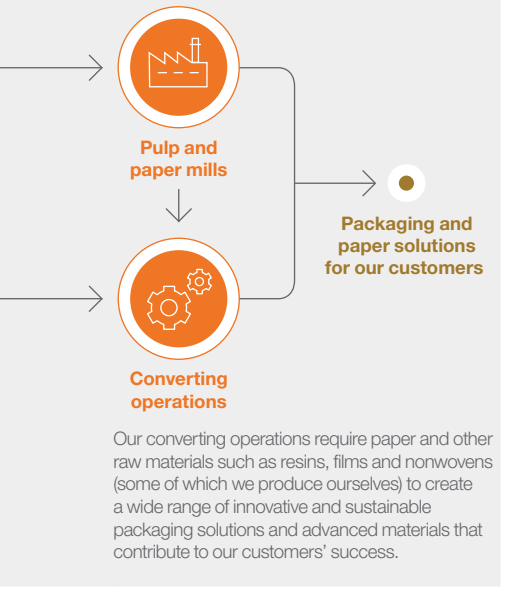 Pulp and
paper mills
Packaging and
paper solutions
for our customers
Converting
operations
Our converting operations require paper and other
raw materials such as resins, films and nonwovens
(some of which we produce ourselves) to create
a wide range of innovative and sustainable
packaging solutions and advanced materials that
contribute to our customers’ success.